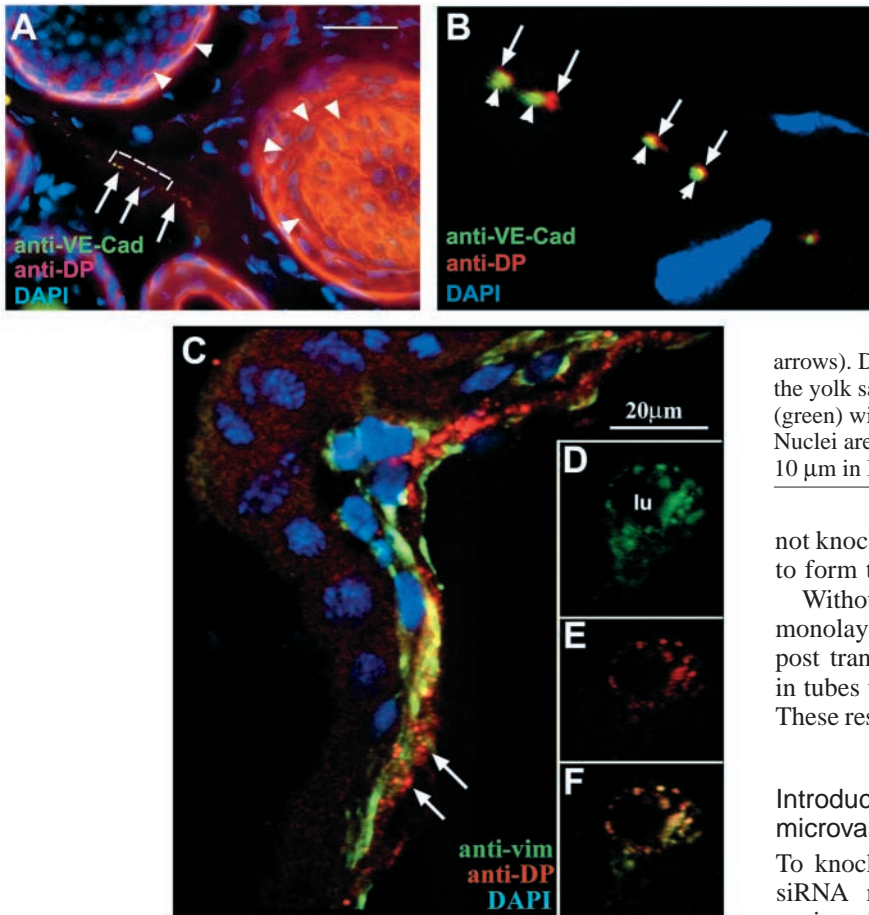 A
anti-VE-Cad
anti-DP
DAPI
B
anti-VE-Cad
anti-DP
DAPI
C
20µm
anti-vim
anti-DP
DAPI
D
lu
E
F
arrows). D
the yolk sa
(green) wi
Nuclei are
10 µm in
not knoc
to form t
Withou
monolay
post tran
in tubes
These res
Introduc
microva
To knocl
siRNA